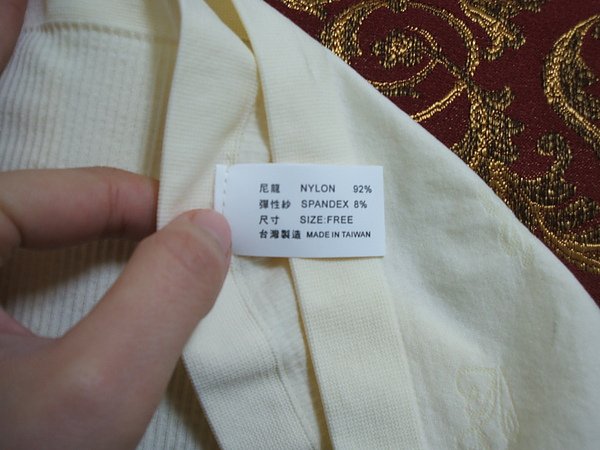 尼龍 NYLON 92%
彈性紗 SPANDEX 8%
尺寸 SIZE:FREE
台灣製造 MADE IN TAIWAN